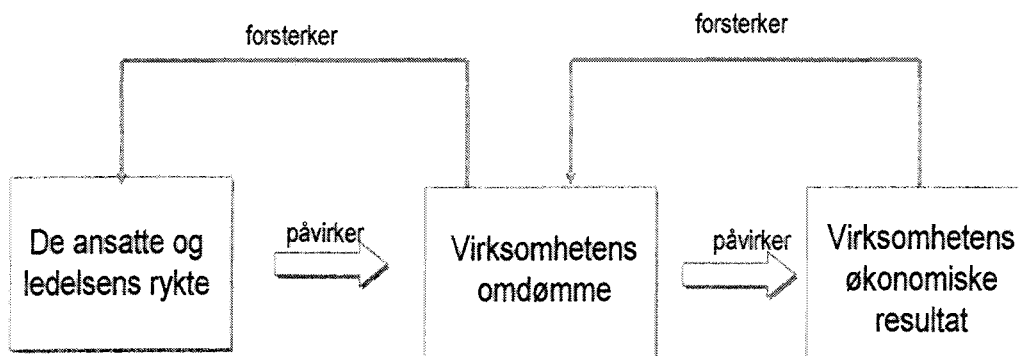 forsterker
forsterker
De ansatte og
ledelsens rykte
påvirker
Virksomhetens
omdømme
påvirker
Virksomhetens
økonomiske
resultat